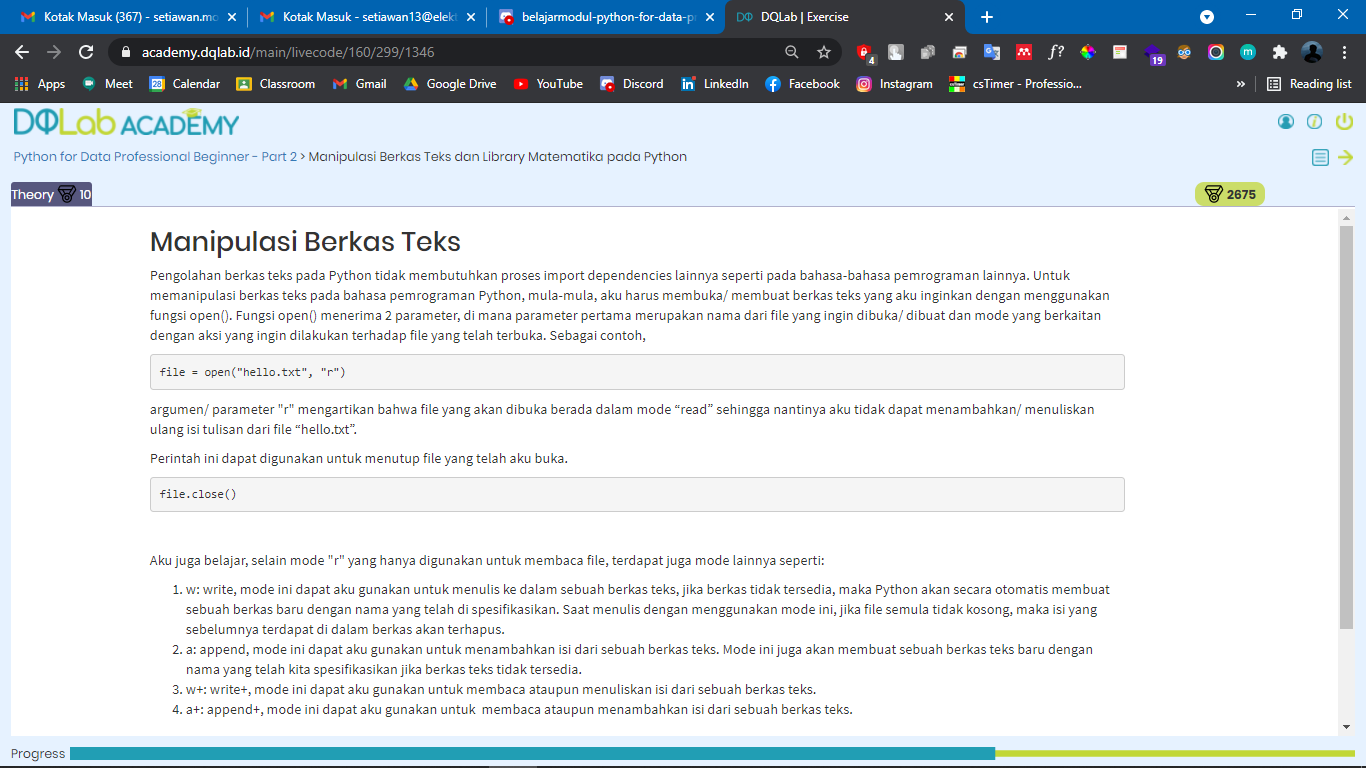 Kotak Masuk (367) - setiawan.mo
Kotak Masuk - setiawan13@elekt
belajarmodul-python-for-data-p
DQLab | Exercise
academy.dqlab.id/main/livecode/160/299/1346
4
f?
19
m
Apps
Meet
28
Calendar
Classroom
Gmail
Google Drive
YouTube
Discord
LinkedIn
Facebook
Instagram
csTimer - Professio...
»
Reading list
DQLab ACADEMY
Python for Data Professional Beginner - Part 2 > Manipulasi Berkas Teks dan Library Matematika pada Python
Theory 10
2675
Manipulasi Berkas Teks
Pengolahan berkas teks pada Python tidak membutuhkan proses import dependencies lainnya seperti pada bahasa-bahasa pemrograman lainnya. Untuk
memanipulasi berkas teks pada bahasa pemrograman Python, mula-mula, aku harus membuka/ membuat berkas teks yang aku inginkan dengan menggunakan
fungsi open(). Fungsi open() menerima 2 parameter, di mana parameter pertama merupakan nama dari file yang ingin dibuka/ dibuat dan mode yang berkaitan
dengan aksi yang ingin dilakukan terhadap file yang telah terbuka. Sebagai contoh,
file = open("hello.txt", "r")
argumen/ parameter "r" mengartikan bahwa file yang akan dibuka berada dalam mode “read” sehingga nantinya aku tidak dapat menambahkan/ menuliskan
ulang isi tulisan dari file “hello.txt”.
Perintah ini dapat digunakan untuk menutup file yang telah aku buka.
file.close()
Aku juga belajar, selain mode "r" yang hanya digunakan untuk membaca file, terdapat juga mode lainnya seperti:
1. w: write, mode ini dapat aku gunakan untuk menulis ke dalam sebuah berkas teks, jika berkas tidak tersedia, maka Python akan secara otomatis membuat
sebuah berkas baru dengan nama yang telah di spesifikasikan. Saat menulis dengan menggunakan mode ini, jika file semula tidak kosong, maka isi yang
sebelumnya terdapat di dalam berkas akan terhapus.
2. a: append, mode ini dapat aku gunakan untuk menambahkan isi dari sebuah berkas teks. Mode ini juga akan membuat sebuah berkas teks baru dengan
nama yang telah kita spesifikasikan jika berkas teks tidak tersedia.
3. w+: write+, mode ini dapat aku gunakan untuk membaca ataupun menuliskan isi dari sebuah berkas teks.
4. a+: append+, mode ini dapat aku gunakan untuk membaca ataupun menambahkan isi dari sebuah berkas teks.
Progress